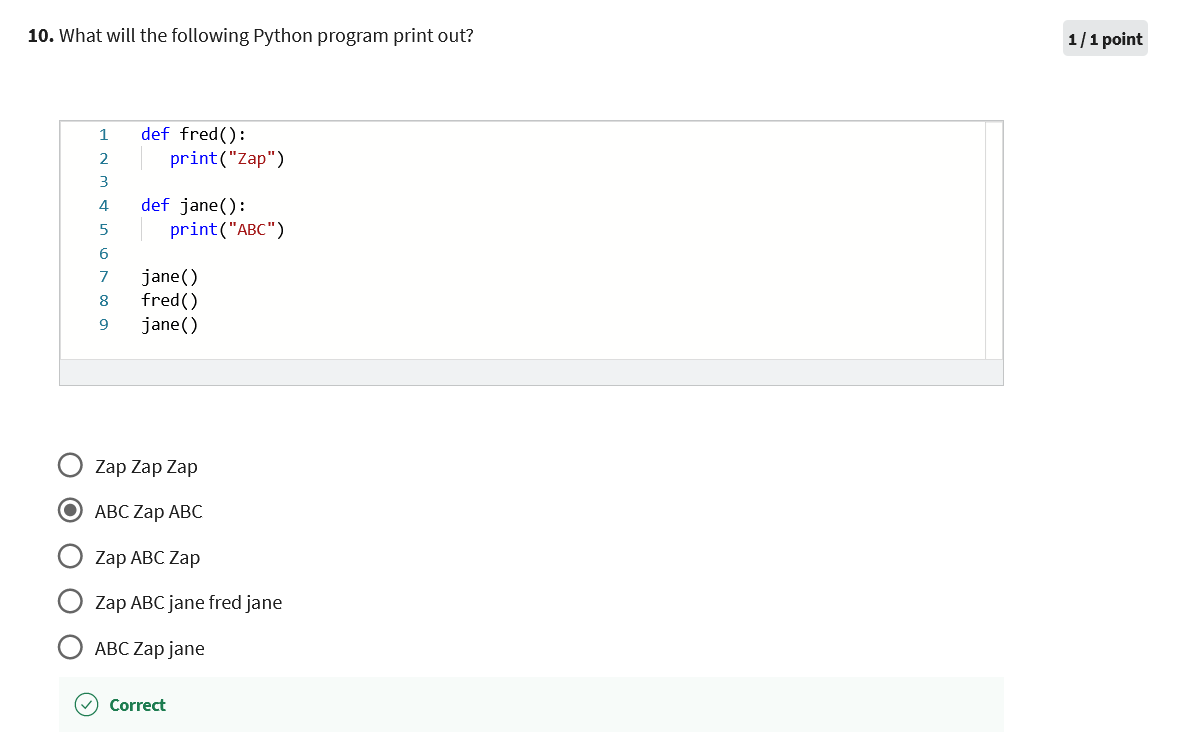 10. What will the following Python program print out?
1 / 1 point
1 def fred():
2    print("Zap")
3
4 def jane():
5    print("ABC")
6
7 jane()
8 fred()
9 jane()
Zap Zap Zap
ABC Zap ABC
Zap ABC Zap
Zap ABC jane fred jane
ABC Zap jane
Correct